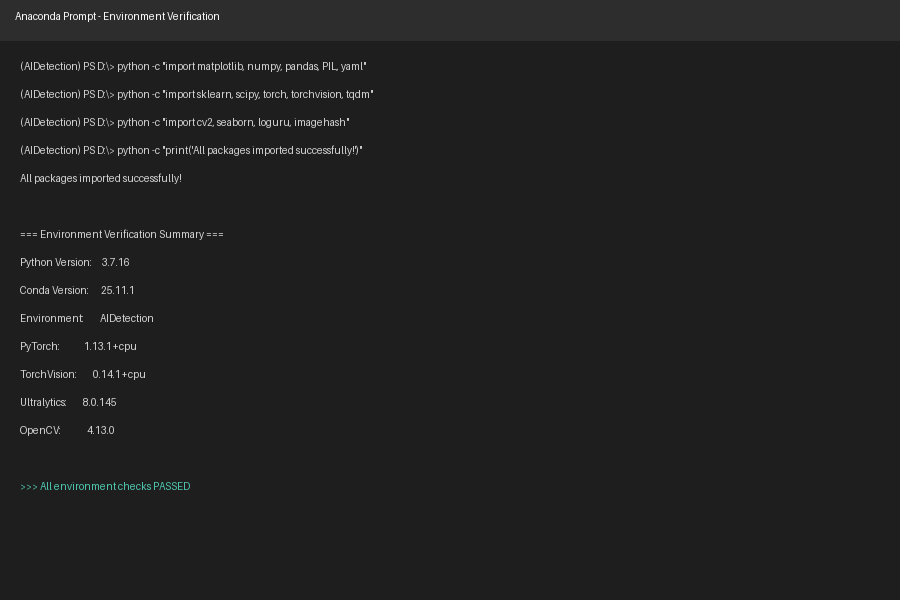 Anaconda Prompt - Environment Verification
(AIDetection) PS D:\> python -c "import matplotlib, numpy, pandas, PIL, yaml"
(AIDetection) PS D:\> python -c "import sklearn, scipy, torch, torchvision, tqdm"
(AIDetection) PS D:\> python -c "import cv2, seaborn, loguru, imagehash"
(AIDetection) PS D:\> python -c "print('All packages imported successfully!')"
All packages imported successfully!
=== Environment Verification Summary ===
Python Version: 3.7.16
Conda Version: 25.11.1
Environment: AIDetection
PyTorch: 1.13.1+cpu
TorchVision: 0.14.1+cpu
Ultralytics: 8.0.145
OpenCV: 4.13.0
>>> All environment checks PASSED